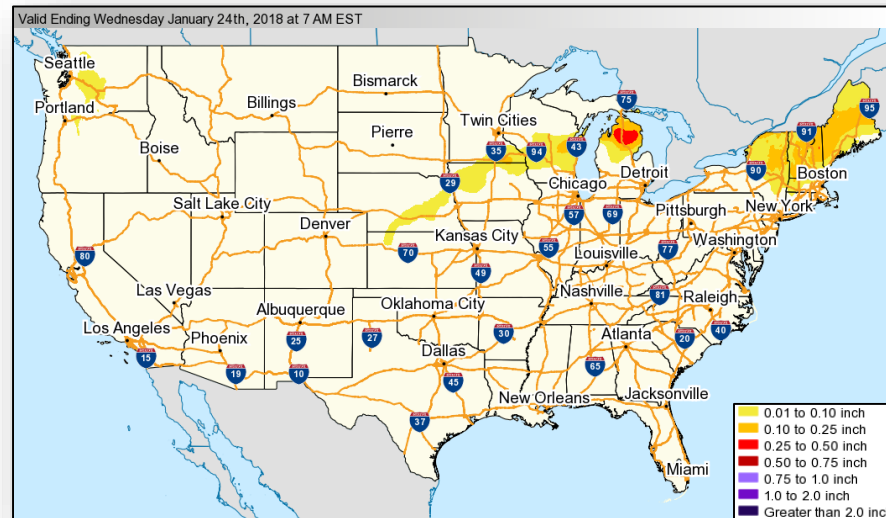 Valid Ending Wednesday January 24th, 2018 at 7 AM EST
Seattle
75
Bismarck
95
Portland
Billings
Twin Cities
91
Pierre
35
94
43
Boise
90
Boston
29
Detroit
Chicago
Salt Lake City
57
69
Pittsburgh
New York
Denver
Kansas City
Washington
80
70
55
77
Louisville
49
Las Vegas
Nashville
81
Raleigh
Albuquerque
Oklahoma City
Los Angeles
Phoenix
25
27
30
Atlanta
20
40
15
Dallas
65
19
10
45
New Orleans
Jacksonville
37
Miami
0.01 to 0.10 inch
0.10 to 0.25 inch
0.25 to 0.50 inch
0.50 to 0.75 inch
0.75 to 1.0 inch
1.0 to 2.0 inch
Greater than 2.0 inc